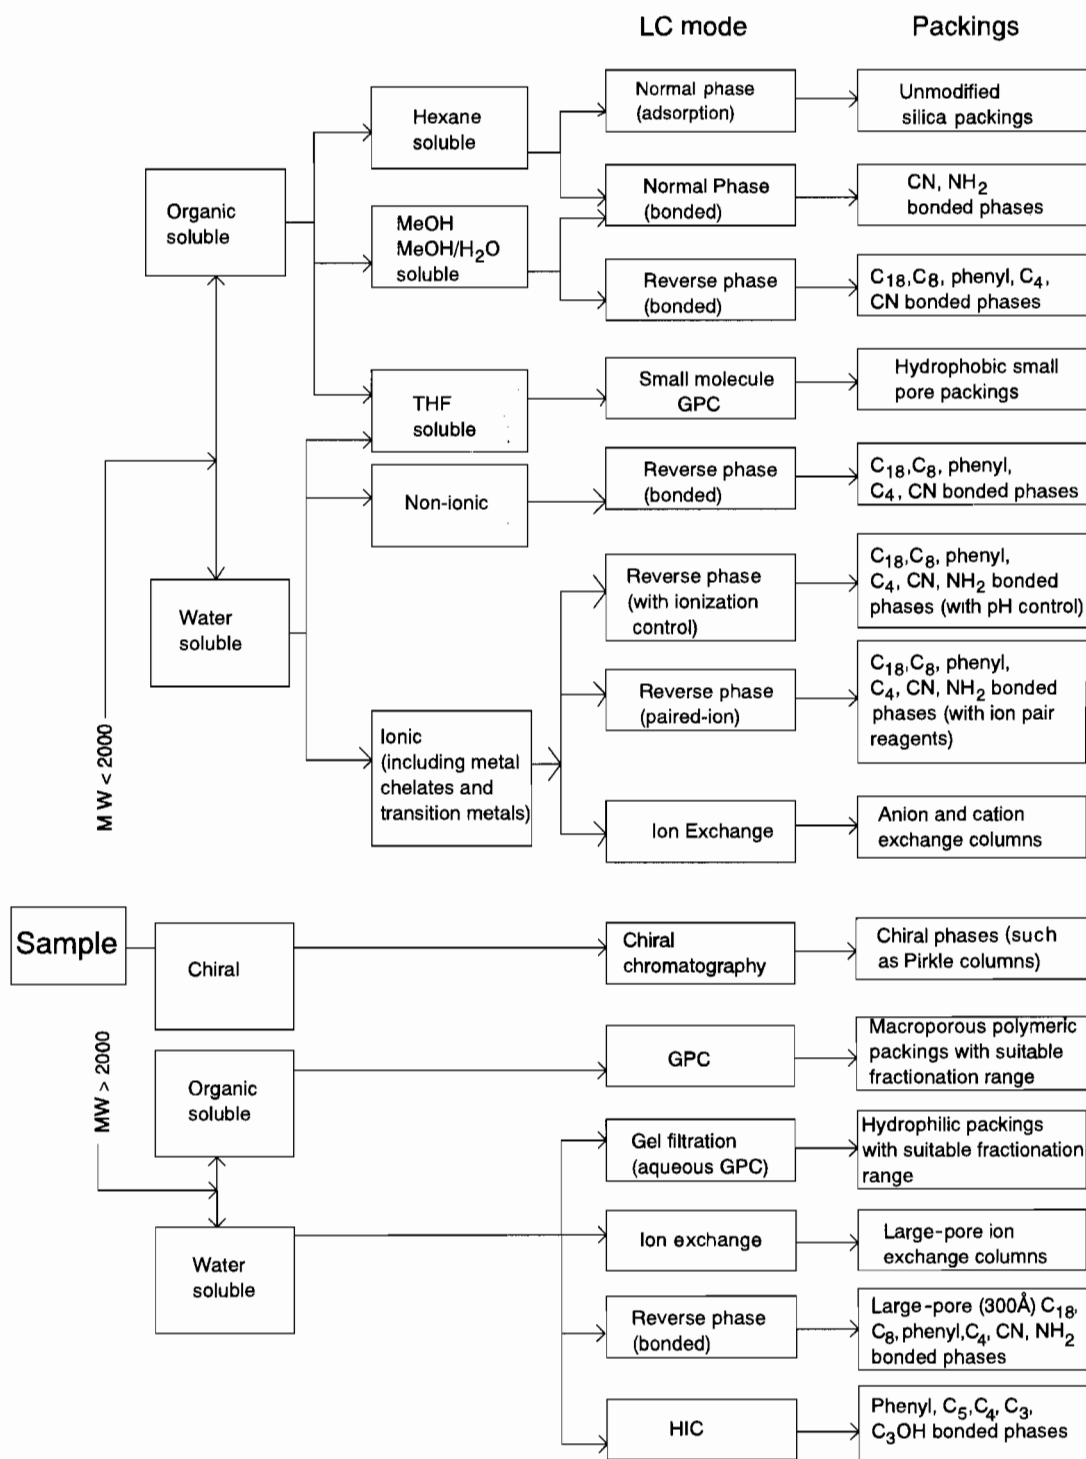 LC mode
Packings
Organic
soluble
Hexane
soluble
Normal phase
(adsorption)
Unmodified
silica packings
Normal Phase
(bonded)
CN, NH₂
bonded phases
MeOH
MeOH/H₂O
soluble
Reverse phase
(bonded)
C₁₈,C₈, phenyl, C₄,
CN bonded phases
THF
soluble
Small molecule
GPC
Hydrophobic small
pore packings
Non-ionic
Reverse phase
(bonded)
C₁₈,C₈, phenyl,
C₄, CN bonded phases
Water
soluble
Reverse phase
(with ionization
control)
C₁₈,C₈, phenyl,
C₄, CN, NH₂ bonded
phases (with pH control)
Reverse phase
(paired-ion)
C₁₈,C₈, phenyl,
C₄, CN, NH₂ bonded
phases (with ion pair
reagents)
Ionic
(including metal
chelates and
transition metals)
Ion Exchange
Anion and cation
exchange columns
MW < 2000
Sample
Chiral
Chiral
chromatography
Chiral phases (such
as Pirkle columns)
MW > 2000
Organic
soluble
GPC
Macroporous polymeric
packings with suitable
fractionation range
Water
soluble
Gel filtration
(aqueous GPC)
Hydrophilic packings
with suitable fractionation
range
Ion exchange
Large-pore ion
exchange columns
Reverse phase
(bonded)
Large-pore (300Å) C₁₈,
C₈,phenyl,C₄, CN, NH₂
bonded phases
HIC
Phenyl, C₅,C₄, C₃,
C₃OH bonded phases